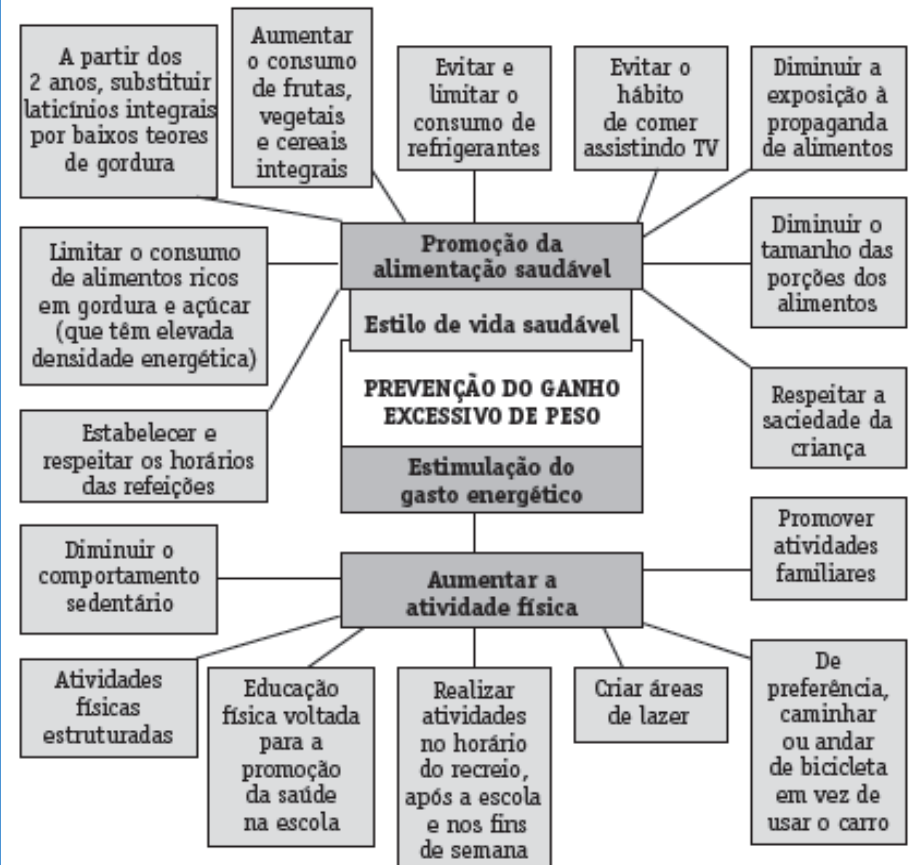 A partir dos
2 anos, substituir
laticínios integrais
por baixos teores
de gordura
Aumentar
o consumo
de frutas,
vegetais
e cereais
integrais
Evitar e
limitar o
consumo de
refrigerantes
Evitar o
hábito
de comer
assistindo TV
Diminuir a
exposição à
propaganda
de alimentos
Limitar o consumo
de alimentos ricos
em gordura e açúcar
(que têm elevada
densidade energética)
Promoção da
alimentação saudável
Diminuir o
tamanho das
porções dos
alimentos
Estilo de vida saudável
PREVENÇÃO DO GANHO
EXCESSIVO DE PESO
Estabelecer e
respeitar os horários
das refeições
Respeitar a
saciedade da
criança
Estimulação do
gasto energético
Diminuir o
comportamento
sedentário
Aumentar a
atividade física
Promover
atividades
familiares
Atividades
físicas
estruturadas
Educação
física voltada
para a
promoção
da saúde
na escola
Realizar
atividades
no horário
do recreio,
após a escola
e nos fins
de semana
Criar áreas
de lazer
De
preferência,
caminhar
ou andar
de bicicleta
em vez de
usar o carro